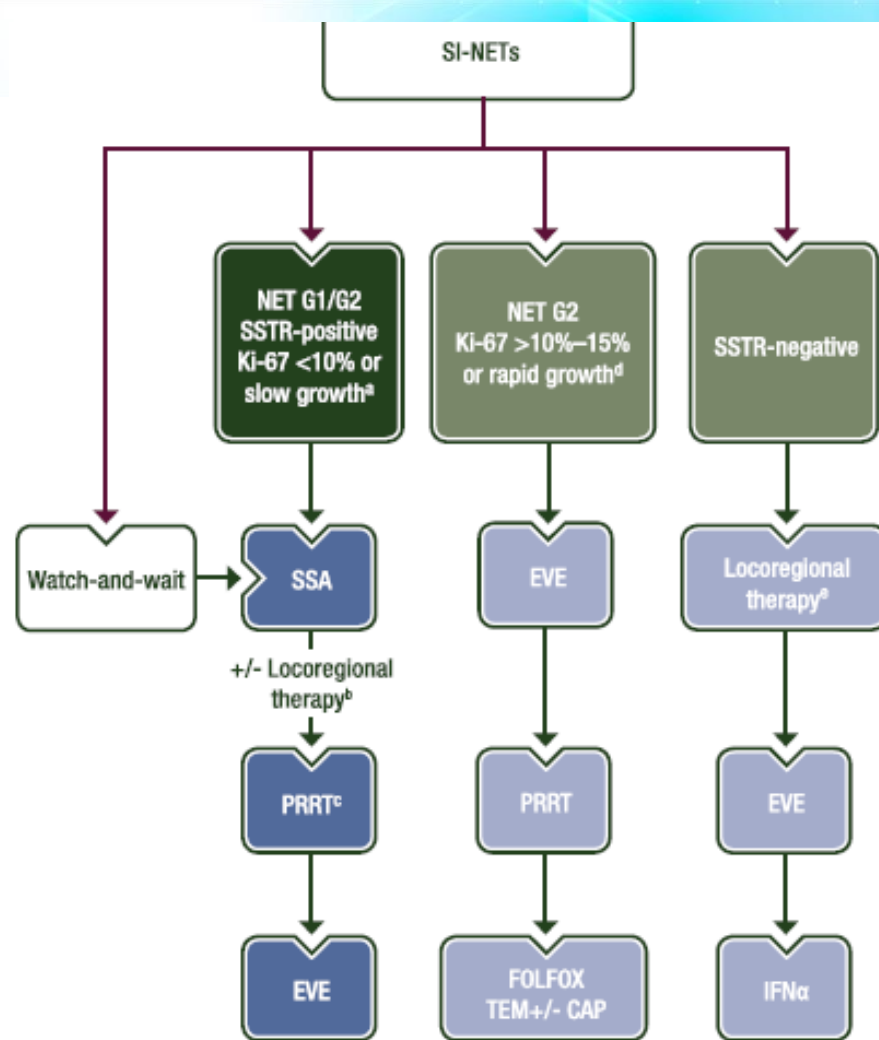 SI-NETs
NET G1/G2
SSTR-positive
Ki-67 <10% or
slow growthᵃ
NET G2
Ki-67 >10%–15%
or rapid growthᵈ
SSTR-negative
Watch-and-wait
SSA
EVE
Locoregional
therapyᵉ
+/- Locoregional
therapyᵇ
PRRTᶜ
PRRT
EVE
EVE
FOLFOX
TEM+/- CAP
IFNα